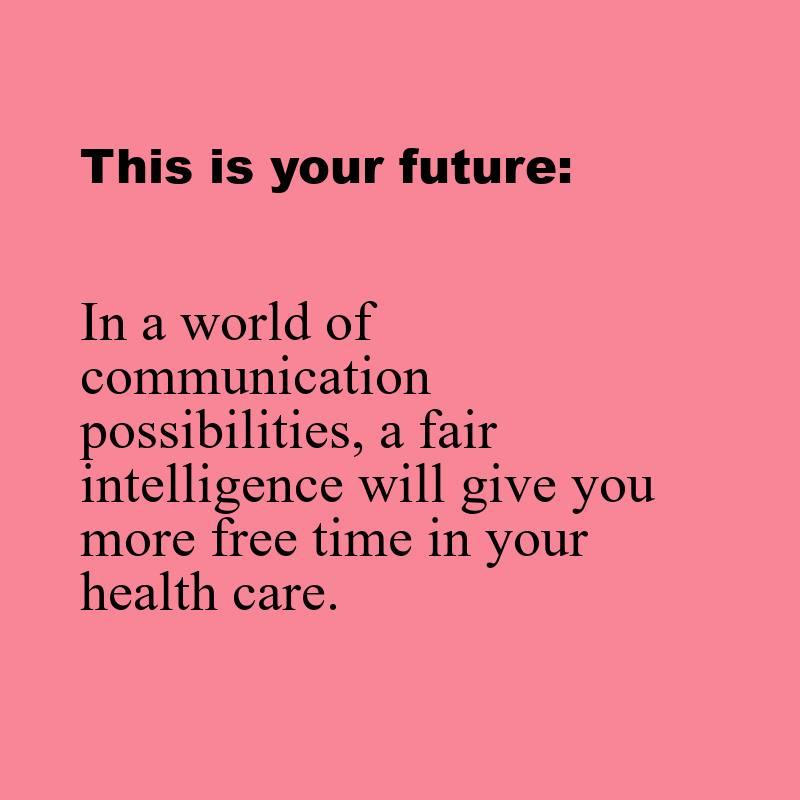 This is your future:
In a world of
communication
possibilities, a fair
intelligence will give you
more free time in your
health care.